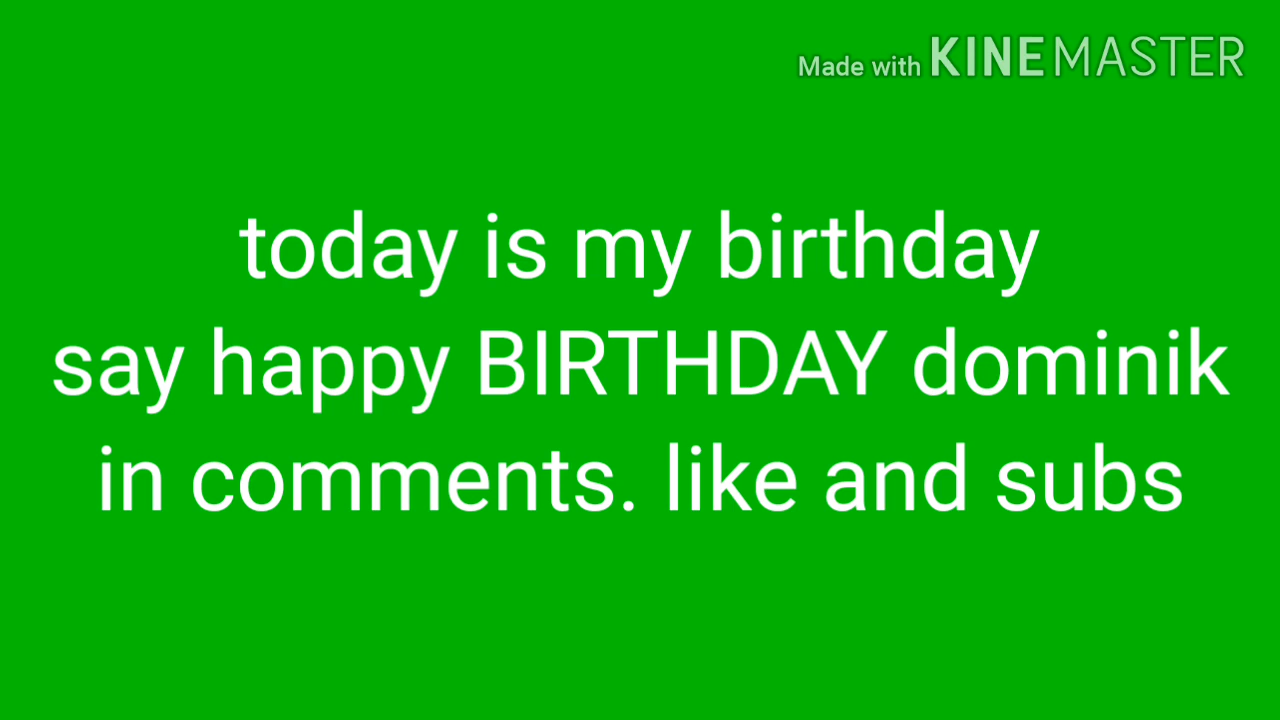 Made with KINEMASTER
today is my birthday
say happy BIRTHDAY dominik
in comments. like and subs